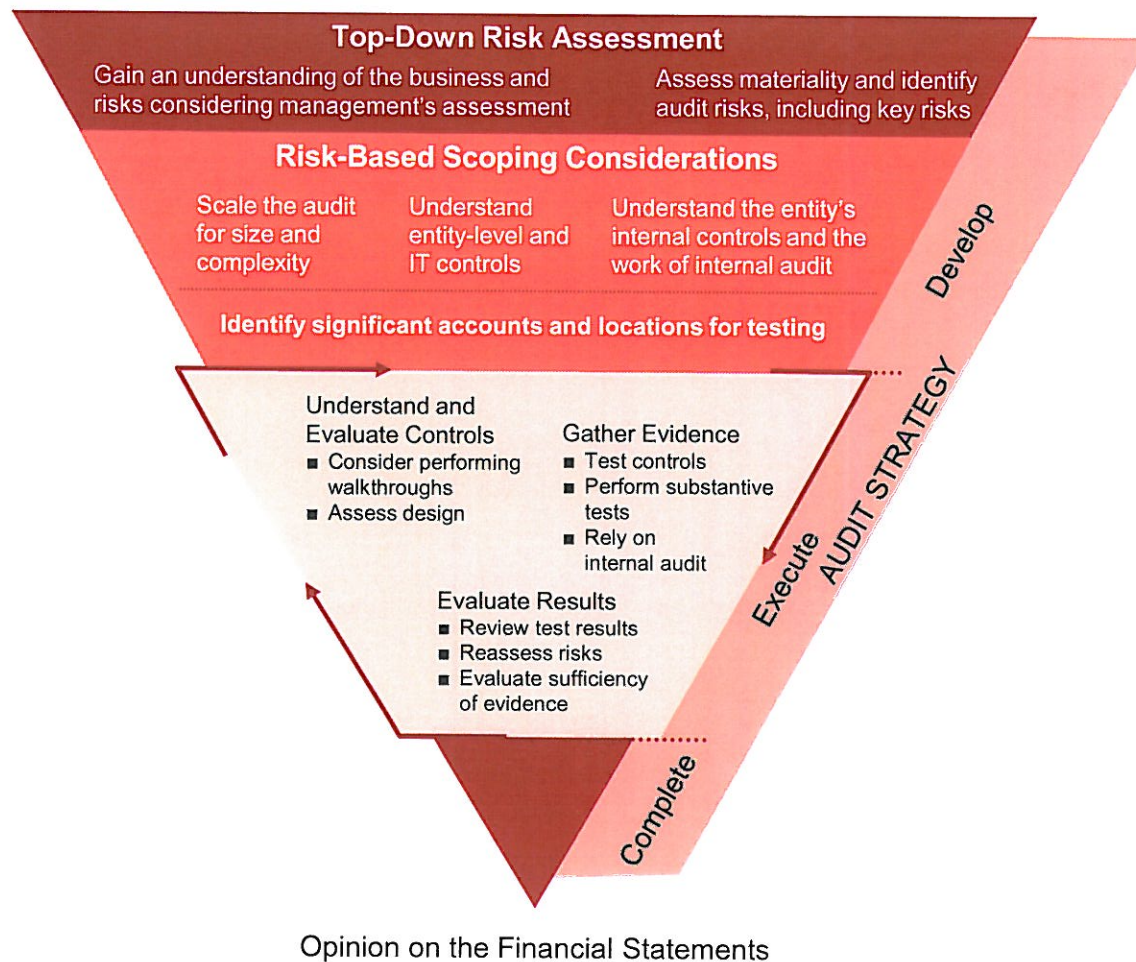 Top-Down Risk Assessment
Gain an understanding of the business and
risks considering management's assessment
Assess materiality and identify
audit risks, including key risks
Risk-Based Scoping Considerations
Scale the audit
for size and
complexity
Understand
entity-level and
IT controls
Understand the entity's
internal controls and the
work of internal audit
Identify significant accounts and locations for testing
Understand and
Evaluate Controls
■ Consider performing
walkthroughs
■ Assess design
Gather Evidence
■ Test controls
■ Perform substantive
tests
■ Rely on
internal audit
Evaluate Results
■ Review test results
■ Reassess risks
■ Evaluate sufficiency
of evidence
Develop
Execute
Complete
AUDIT STRATEGY
Opinion on the Financial Statements